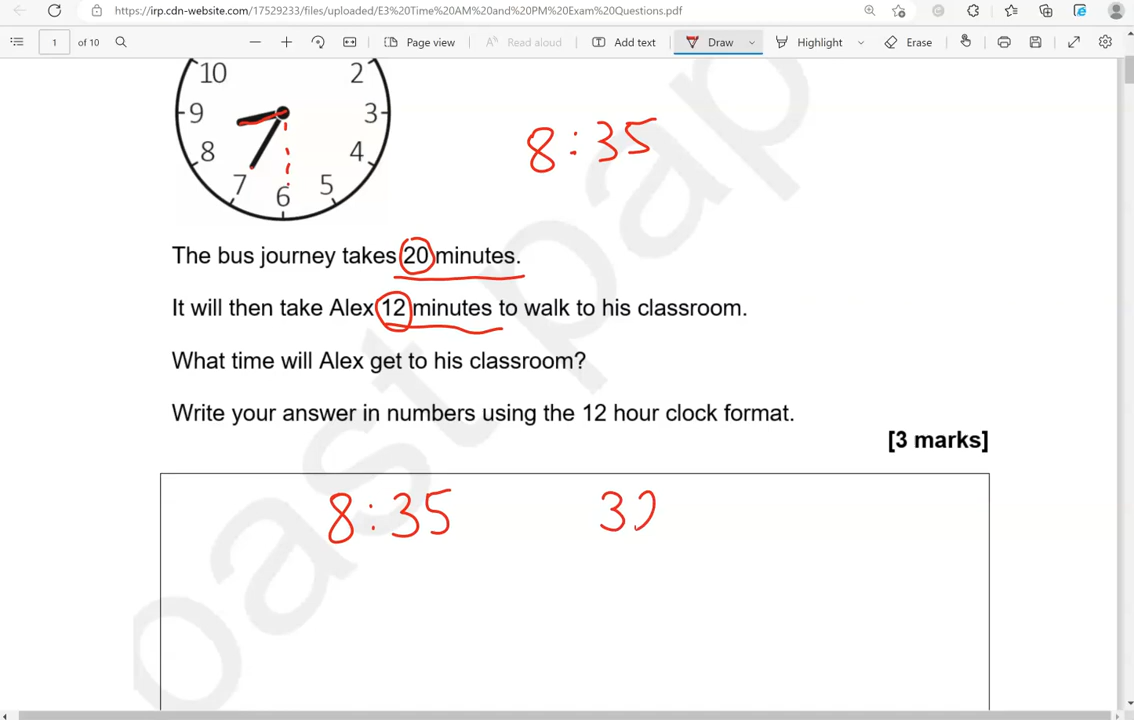 https://irp.cdn-website.com/17529233/files/uploaded/E3%20Time%20AM%20and%20PM%20Exam%20Questions.pdf
1 of 10
Page view
Read aloud
Add text
Draw
Highlight
Erase
10 2
9 3
8 4
7 6 5
8:35
The bus journey takes 20 minutes.
It will then take Alex 12 minutes to walk to his classroom.
What time will Alex get to his classroom?
Write your answer in numbers using the 12 hour clock format.
[3 marks]
8:35 32
past pap